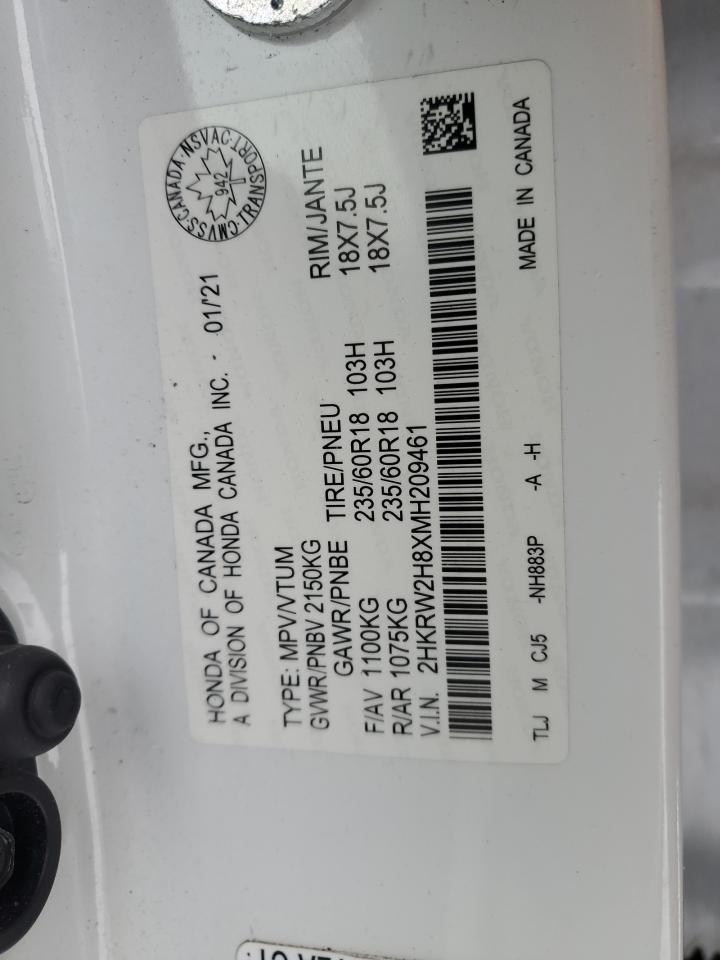 HONDA OF CANADA MFG.,
A DIVISION OF HONDA CANADA INC. - 01/'21
CANADA·NSVAC·TRANSPORT·CMVSS·
942
TYPE: MPV/VTUM
GVWR/PNBV 2150KG
GAWR/PNBE TIRE/PNEU RIM/JANTE
F/AV 1100KG 235/60R18 103H 18X7.5J
R/AR 1075KG 235/60R18 103H 18X7.5J
V.I.N. 2HKRW2H8XMH209461
TLJ M CJ5 -NH883P -A -H MADE IN CANADA